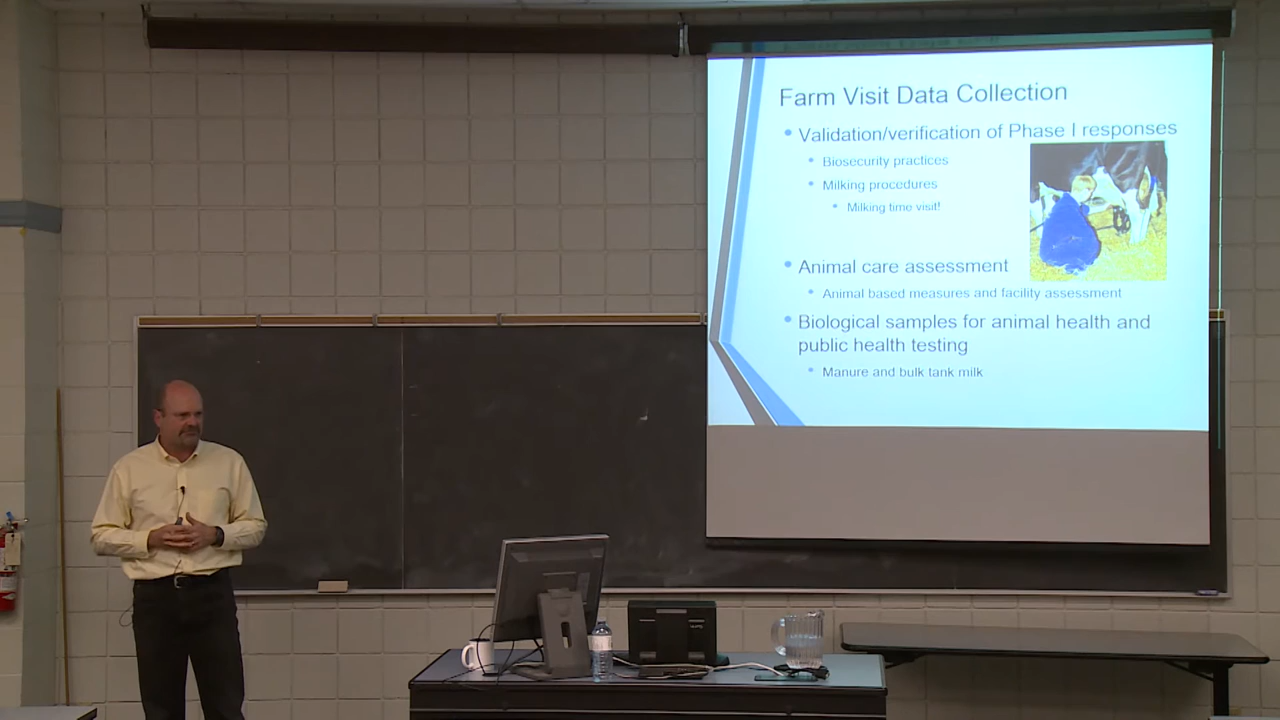 Farm Visit Data Collection
Validation/verification of Phase I responses
Biosecurity practices
Milking procedures
Milking time visit!
Animal care assessment
Animal based measures and facility assessment
Biological samples for animal health and
public health testing
Manure and bulk tank milk